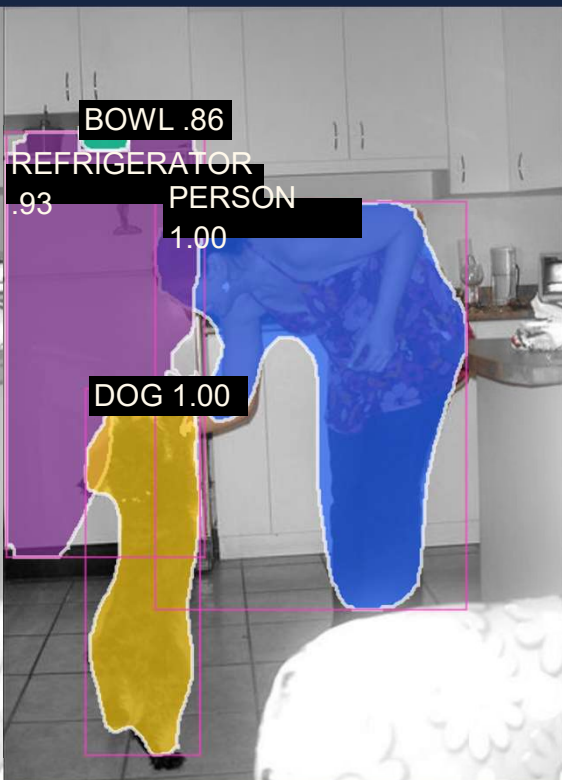 BOWL .86
REFRIGERATOR
.93
PERSON
1.00
DOG 1.00